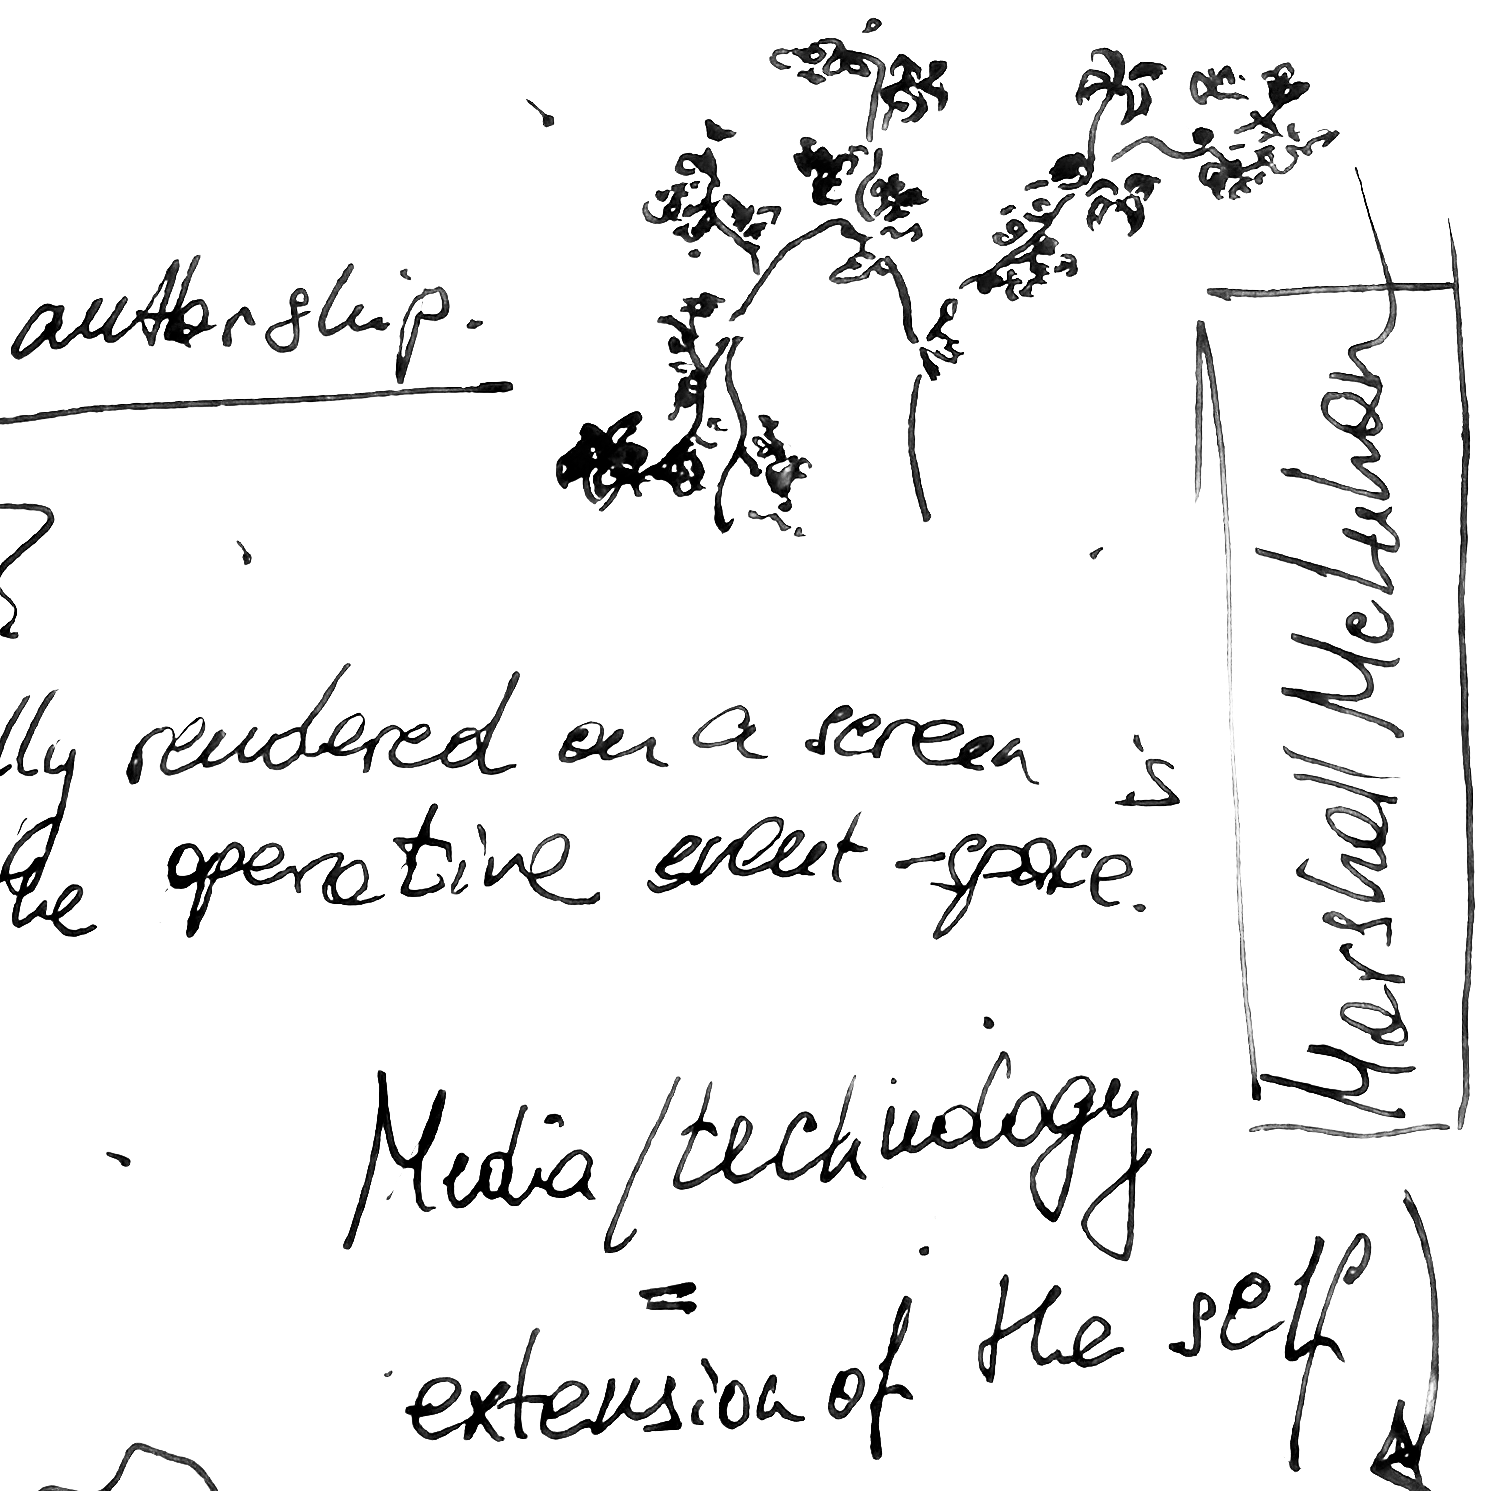 authorship.
lly rendered on a screen is
the operative event-space.
Media/technology
=
extension of the self
Marshall McLuhan